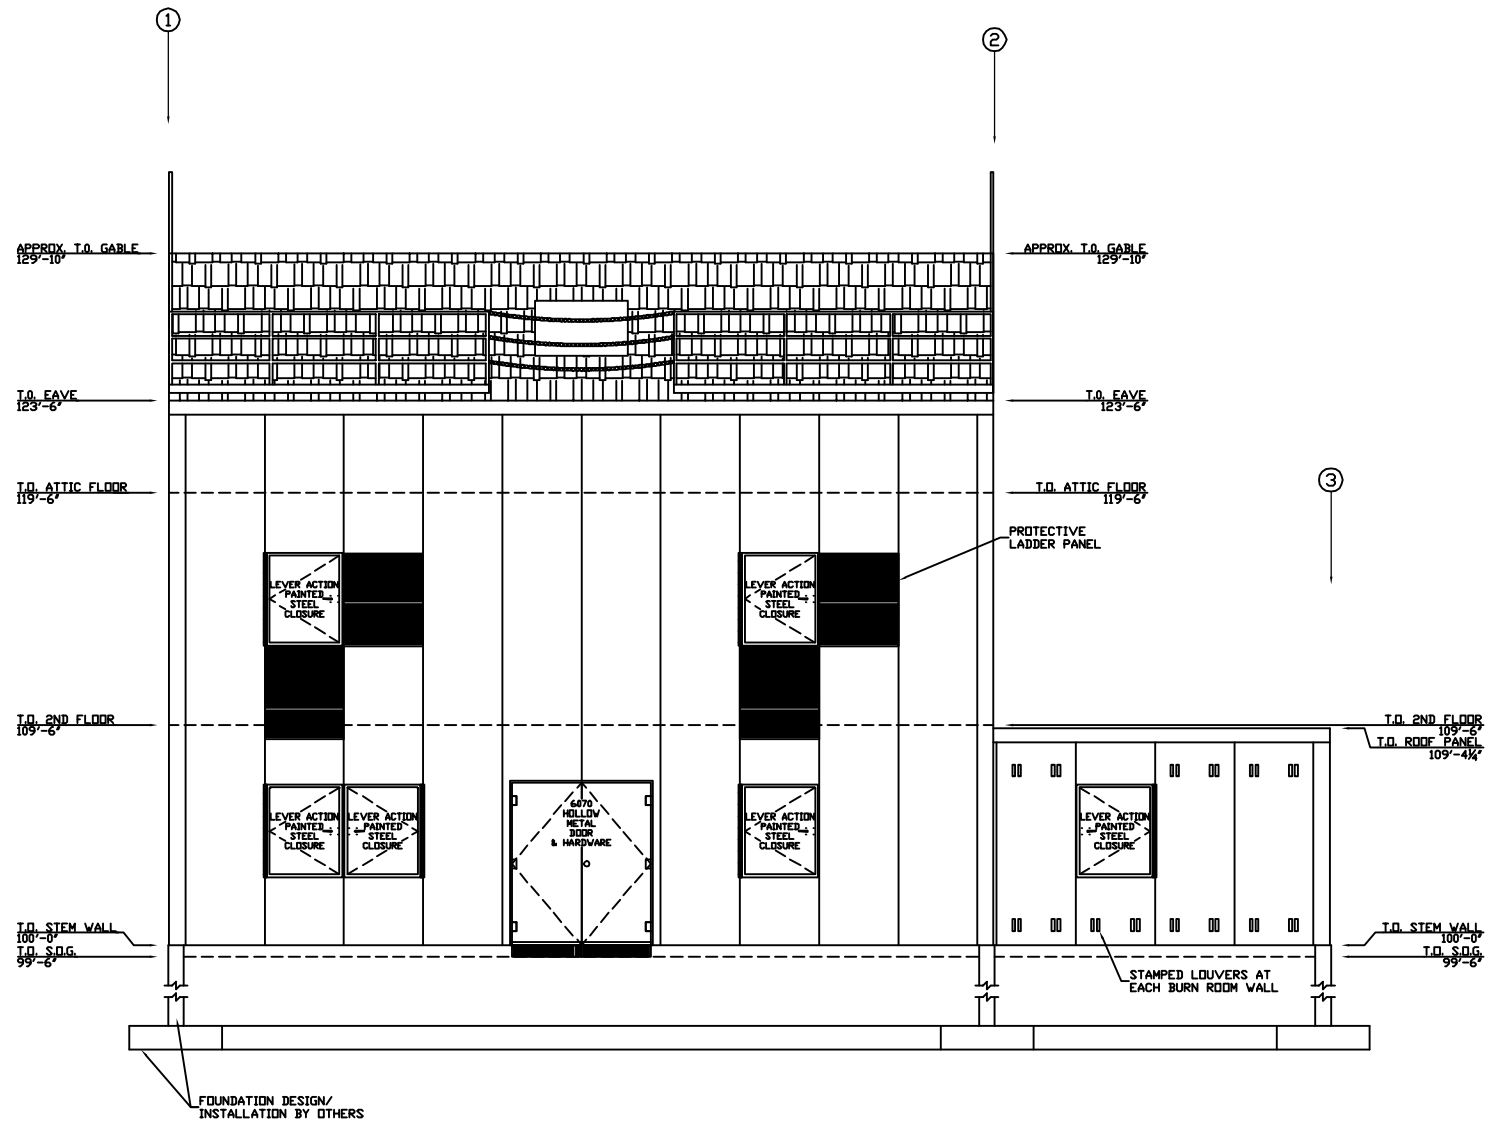 1
2
APPROX. T.O. GABLE
129'-10"
APPROX. T.O. GABLE
129'-10"
T.O. EAVE
123'-6"
T.O. EAVE
123'-6"
T.O. ATTIC FLOOR
119'-6"
T.O. ATTIC FLOOR
119'-6"
3
PROTECTIVE
LADDER PANEL
LEVER ACTION
PAINTED
STEEL
CLOSURE
LEVER ACTION
PAINTED
STEEL
CLOSURE
T.O. 2ND FLOOR
109'-6"
T.O. 2ND FLOOR
109'-6"
T.O. ROOF PANEL
109'-4¼"
LEVER ACTION
PAINTED
STEEL
CLOSURE
LEVER ACTION
PAINTED
STEEL
CLOSURE
6070
HOLLOW
METAL
DOOR
& HARDWARE
LEVER ACTION
PAINTED
STEEL
CLOSURE
LEVER ACTION
PAINTED
STEEL
CLOSURE
T.O. STEM WALL
100'-0"
T.O. S.O.G.
99'-6"
T.O. STEM WALL
100'-0"
T.O. S.O.G.
99'-6"
STAMPED LOUVERS AT
EACH BURN ROOM WALL
FOUNDATION DESIGN/
INSTALLATION BY OTHERS